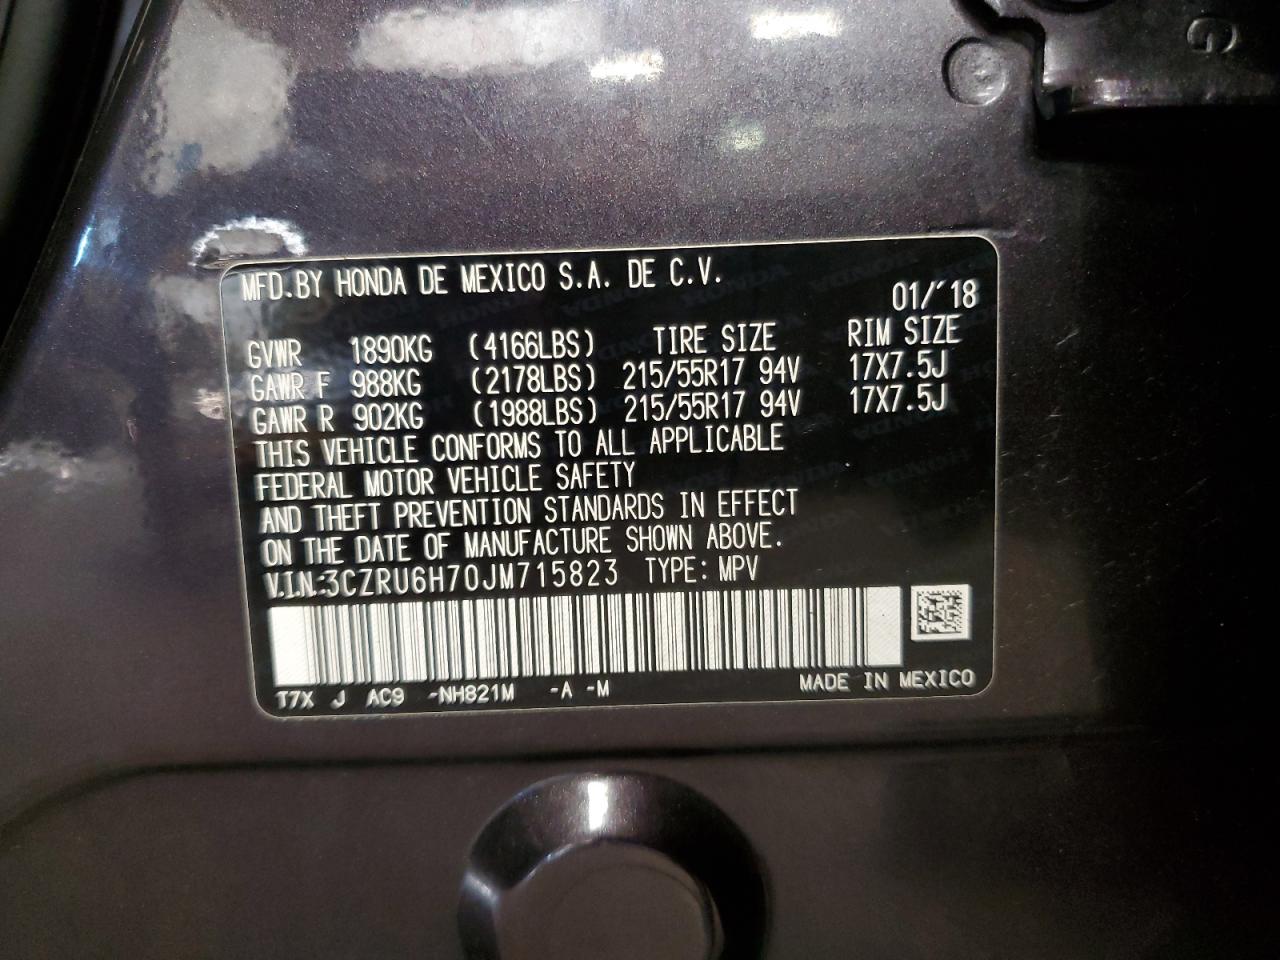 G
MFD.BY HONDA DE MEXICO S.A. DE C.V.
01/'18
GVWR 1890KG (4166LBS) TIRE SIZE RIM SIZE
GAWR F 988KG (2178LBS) 215/55R17 94V 17X7.5J
GAWR R 902KG (1988LBS) 215/55R17 94V 17X7.5J
THIS VEHICLE CONFORMS TO ALL APPLICABLE
FEDERAL MOTOR VEHICLE SAFETY
AND THEFT PREVENTION STANDARDS IN EFFECT
ON THE DATE OF MANUFACTURE SHOWN ABOVE.
V.I.N:3CZRU6H70JM715823 TYPE: MPV
T7X J AC9 -NH821M -A -M MADE IN MEXICO